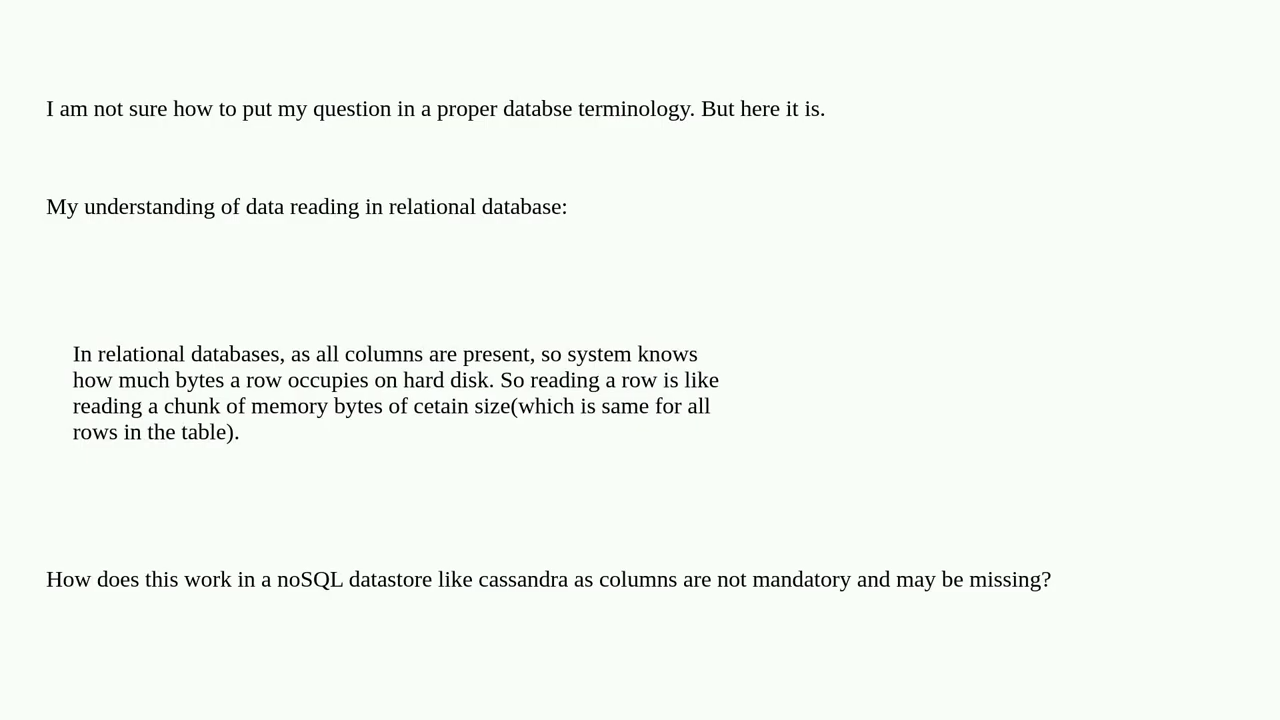 I am not sure how to put my question in a proper databse terminology. But here it is.
My understanding of data reading in relational database:
In relational databases, as all columns are present, so system knows
how much bytes a row occupies on hard disk. So reading a row is like
reading a chunk of memory bytes of cetain size(which is same for all
rows in the table).
How does this work in a noSQL datastore like cassandra as columns are not mandatory and may be missing?